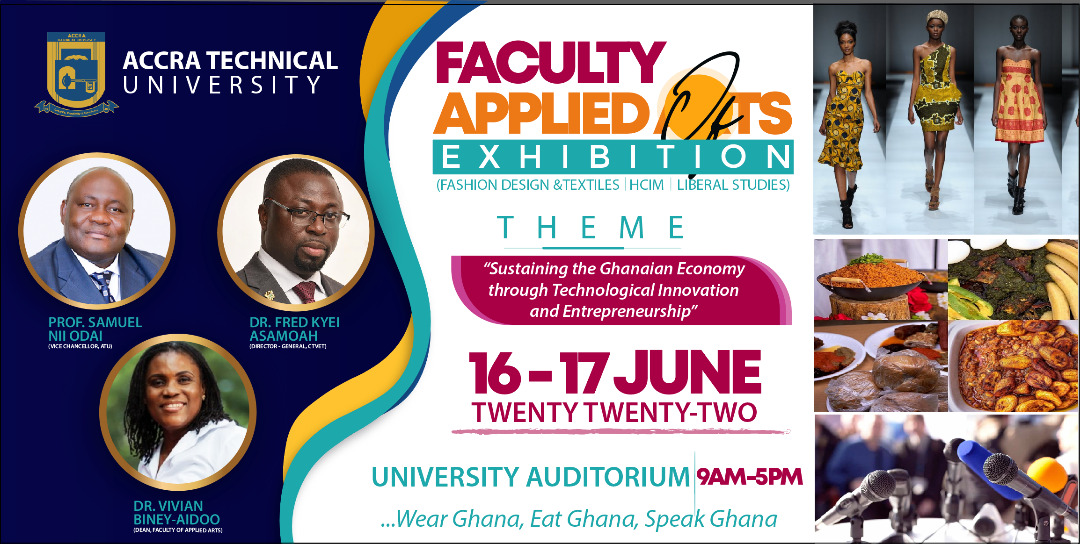 ACCRA
ACCRA TECHNICAL
UNIVERSITY
PROF. SAMUEL
NII ODAI
(VICE CHANCELLOR, ATU)
DR. FRED KYEI
ASAMOAH
(DIRECTOR - GENERAL, CTVET)
DR. VIVIAN
BINEY-AIDOO
(DEAN, FACULTY OF APPLIED ARTS)
FACULTY Of
APPLIED ARTS
EXHIBITION
(FASHION DESIGN &TEXTILES | HCIM | LIBERAL STUDIES)
THEME
“Sustaining the Ghanaian Economy
through Technological Innovation
and Entrepreneurship”
16 – 17 JUNE
TWENTY TWENTY-TWO
UNIVERSITY AUDITORIUM 9AM–5PM
...Wear Ghana, Eat Ghana, Speak Ghana